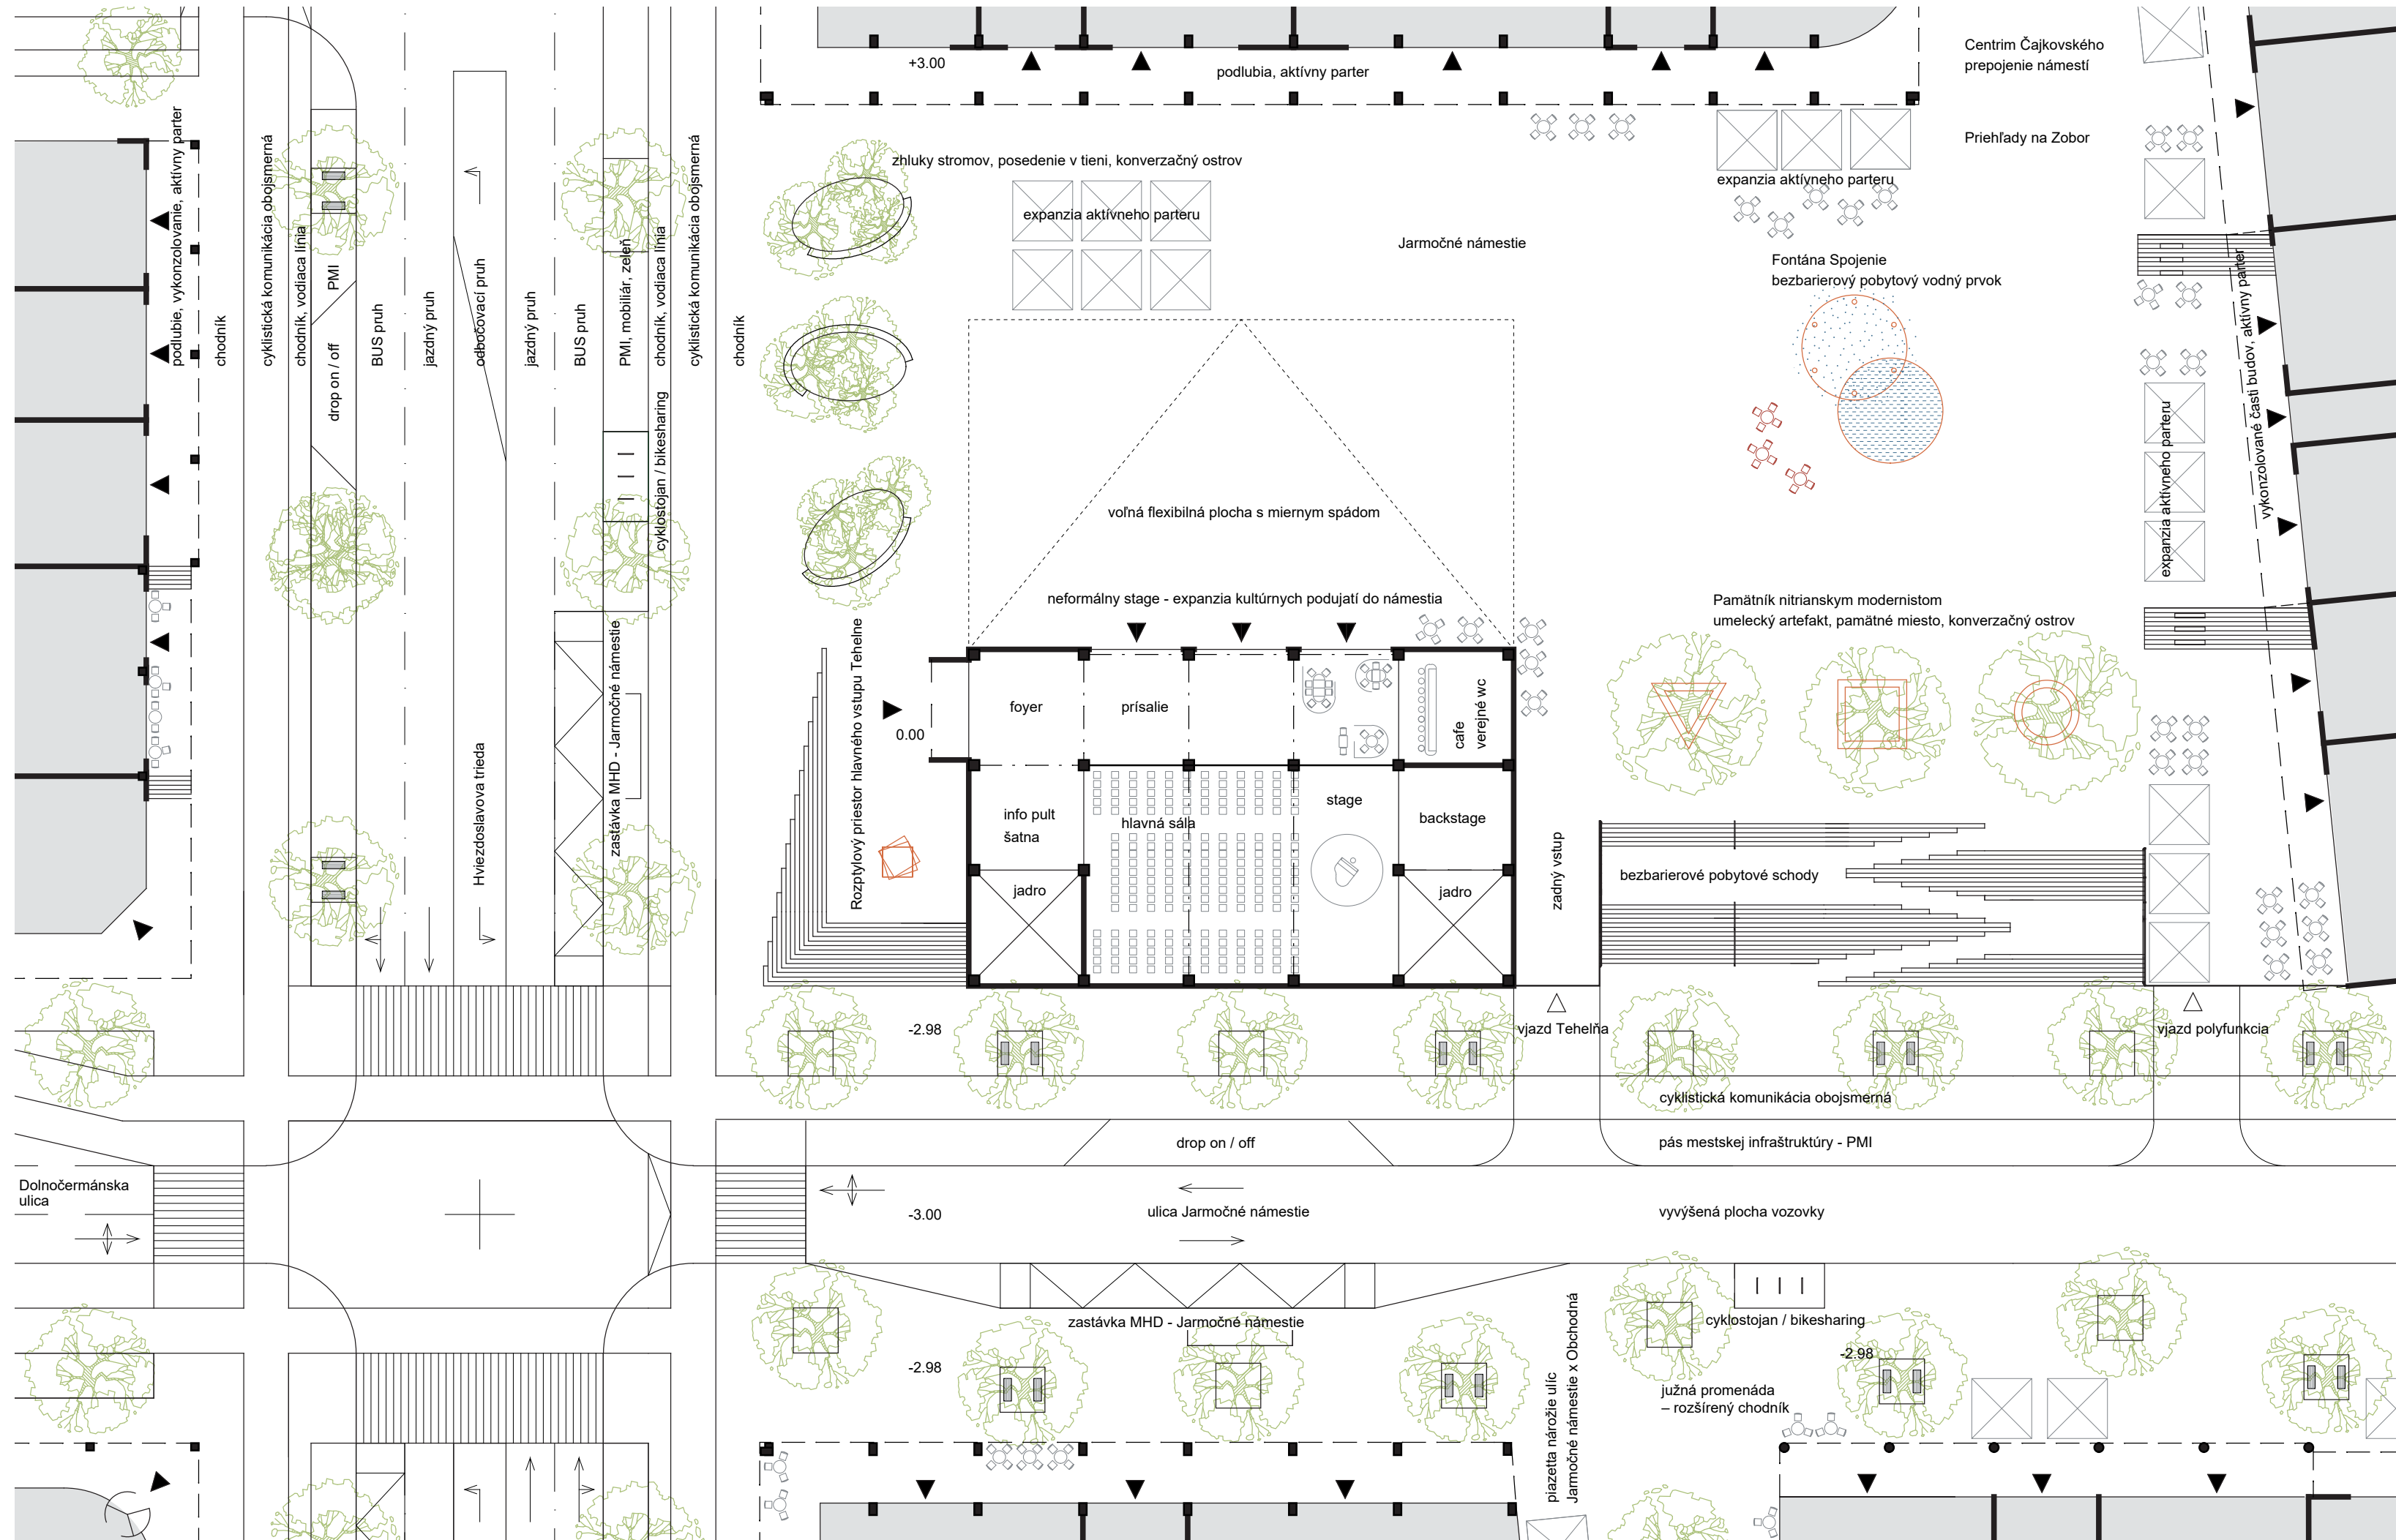 +3.00
podlubia, aktívny parter
Centrim Čajkovského
prepojenie námestí
Priehľady na Zobor
zhluky stromov, posedenie v tieni, konverzačný ostrov
expanzia aktívneho parteru
expanzia aktívneho parteru
Jarmočné námestie
Fontána Spojenie
bezbarierový pobytový vodný prvok
podlubie, vykonzolovanie, aktívny parter
chodník
cyklistická komunikácia obojsmerná
chodník, vodiaca línia
PMI
drop on / off
BUS pruh
jazdný pruh
odbočovací pruh
jazdný pruh
BUS pruh
PMI, mobiliár, zeleň
chodník, vodiaca línia
cyklostojan / bikesharing
cyklistická komunikácia obojsmerná
chodník
vykonzolované časti budov, aktívny parter
expanzia aktívneho parteru
voľná flexibilná plocha s miernym spádom
neformálny stage - expanzia kultúrnych podujatí do námestia
Pamätník nitrianskym modernistom
umelecký artefakt, pamätné miesto, konverzačný ostrov
zastávka MHD - Jarmočné námestie
Hviezdoslavova trieda
Rozptylový priestor hlavného vstupu Tehelne
0.00
foyer
prísalie
cafe
verejné wc
info pult
šatna
hlavná sála
stage
backstage
jadro
jadro
zadný vstup
bezbarierové pobytové schody
-2.98
vjazd Tehelňa
vjazd polyfunkcia
cyklistická komunikácia obojsmerná
drop on / off
pás mestskej infraštruktúry - PMI
Dolnočermánska
ulica
-3.00
ulica Jarmočné námestie
vyvýšená plocha vozovky
zastávka MHD - Jarmočné námestie
cyklostojan / bikesharing
-2.98
-2.98
južná promenáda
– rozšírený chodník
piazetta nárožie ulíc
Jarmočné námestie x Obchodná